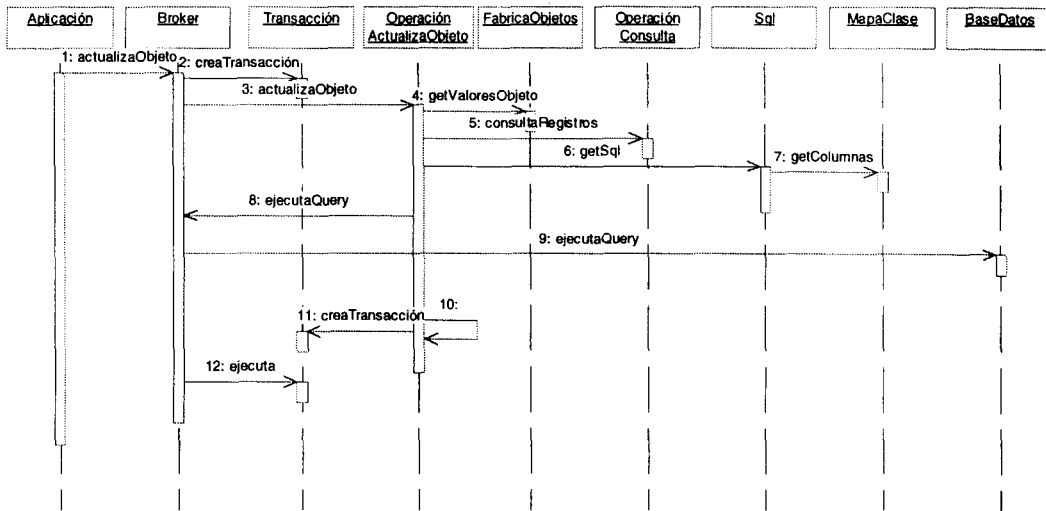 Aplicación
Broker
Transacción
Operación
ActualizaObjeto
FabricaObjetos
Operación
Consulta
Sql
MapaClase
BaseDatos
1: actualizaObjeto
2: creaTransacción
3: actualizaObjeto
4: getValoresObjeto
5: consultaRegistros
6: getSql
7: getColumnas
8: ejecutaQuery
9: ejecutaQuery
10:
11: creaTransacción
12: ejecuta